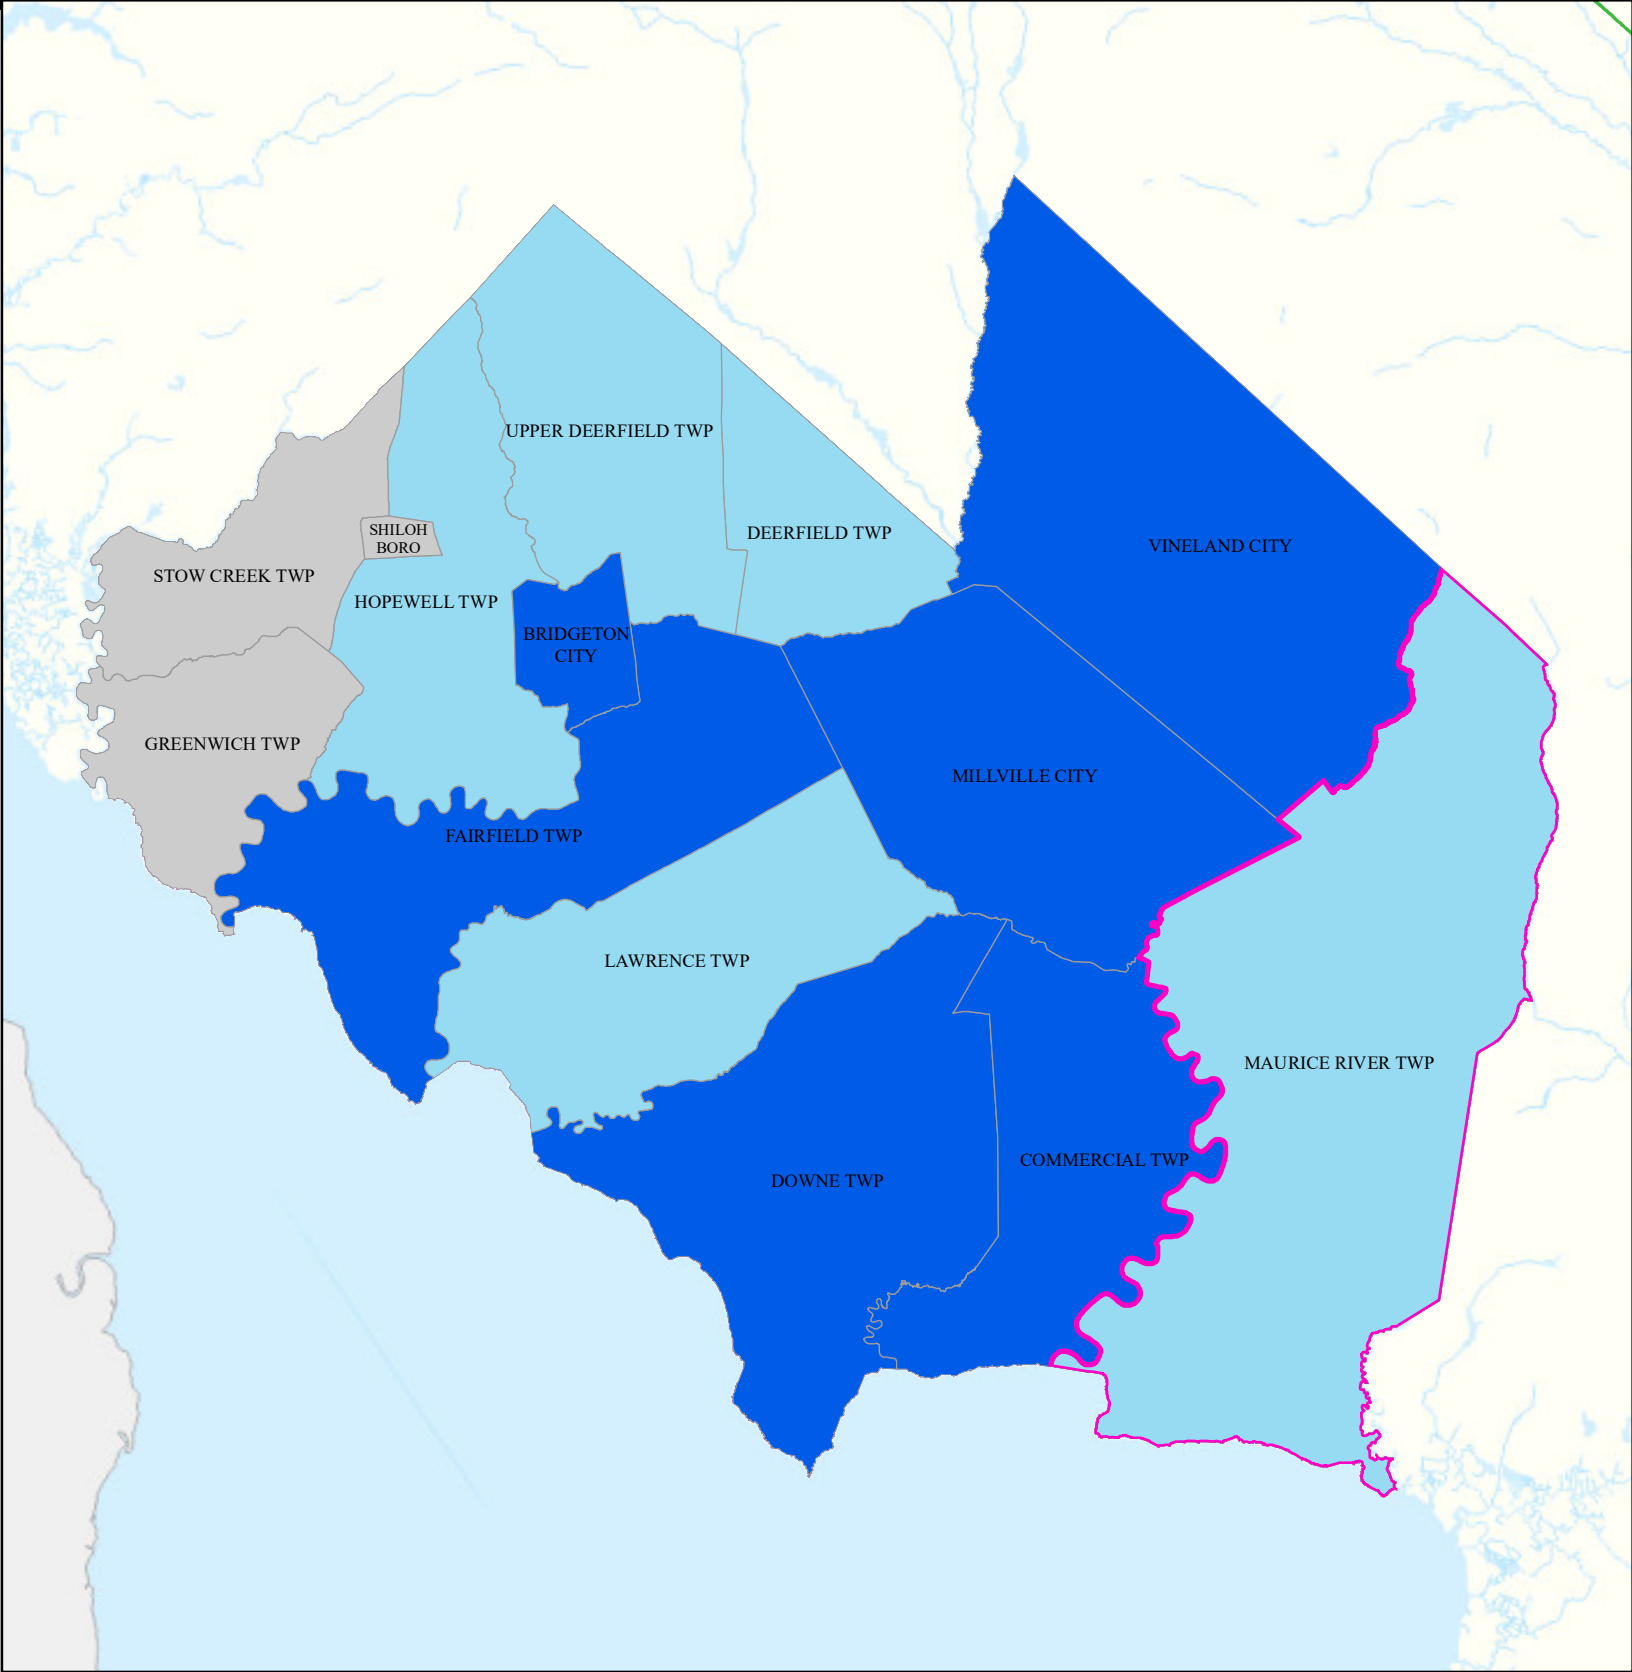 UPPER DEERFIELD TWP
SHILOH
BORO
DEERFIELD TWP
VINELAND CITY
STOW CREEK TWP
HOPEWELL TWP
BRIDGETON
CITY
GREENWICH TWP
MILLVILLE CITY
FAIRFIELD TWP
LAWRENCE TWP
MAURICE RIVER TWP
COMMERCIAL TWP
DOWNE TWP